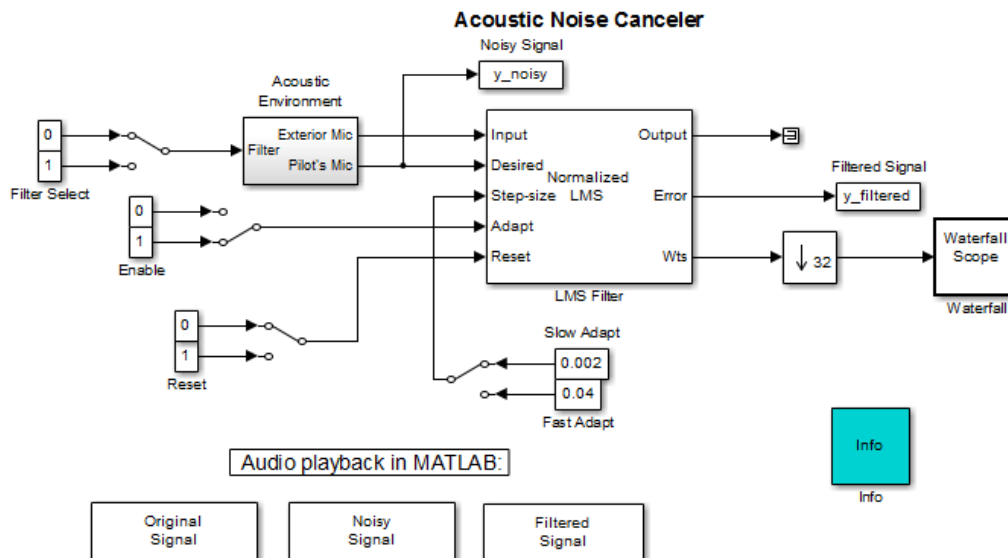 Acoustic Noise Canceler
Noisy Signal
y_noisy
Acoustic
Environment
Filter
Exterior Mic
Pilot's Mic
0
1
Filter Select
0
1
Enable
0
1
Reset
Input
Desired
Step-size
Adapt
Reset
Normalized
LMS
Output
Error
Wts
LMS Filter
Filtered Signal
y_filtered
32
Waterfall
Scope
Waterfall
Slow Adapt
0.002
0.04
Fast Adapt
Info
Info
Audio playback in MATLAB:
Original
Signal
Noisy
Signal
Filtered
Signal